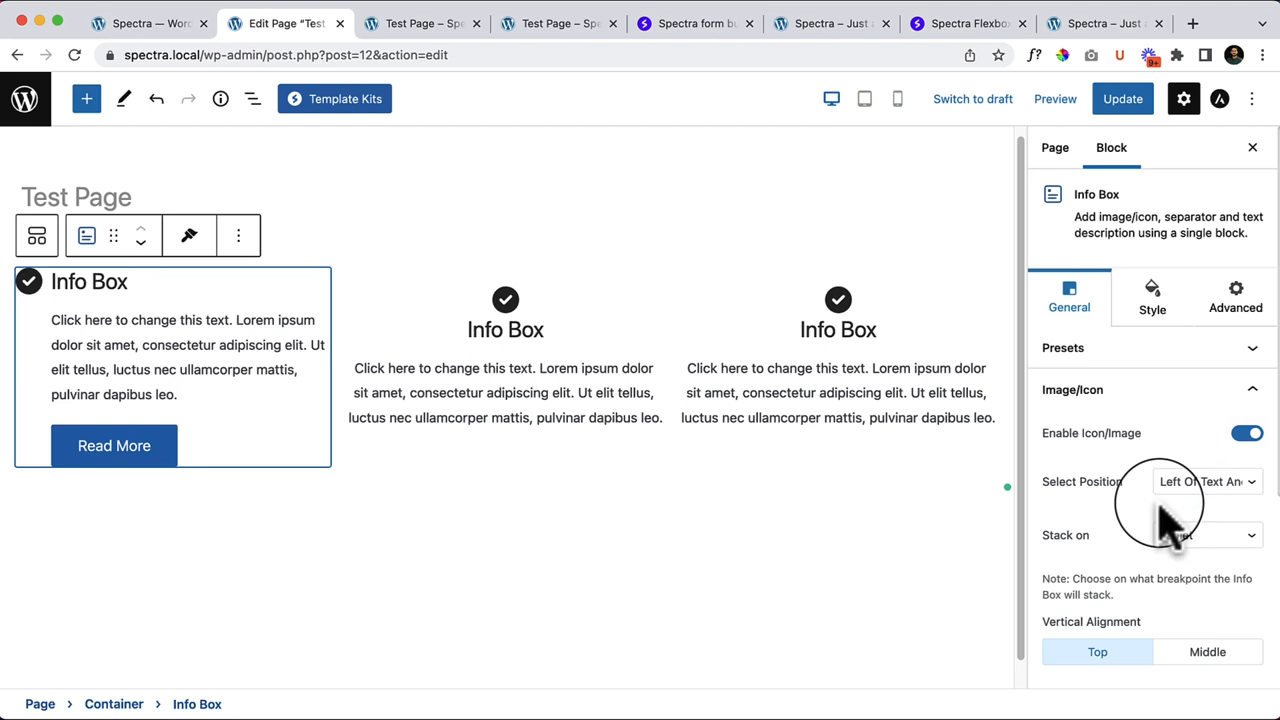 Spectra — Wor
Edit Page “Test
Test Page – Spe
Test Page – Spe
Spectra form bu
Spectra – Just a
Spectra Flexbox
Spectra – Just a
spectra.local/wp-admin/post.php?post=12&action=edit
f?
U
9+
Template Kits
Switch to draft
Preview
Update
Page
Block
Test Page
Info Box
Add image/icon, separator and text
description using a single block.
General
Style
Advanced
Info Box
Click here to change this text. Lorem ipsum
dolor sit amet, consectetur adipiscing elit. Ut
elit tellus, luctus nec ullamcorper mattis,
pulvinar dapibus leo.
Read More
Info Box
Click here to change this text. Lorem ipsum dolor
sit amet, consectetur adipiscing elit. Ut elit tellus,
luctus nec ullamcorper mattis, pulvinar dapibus leo.
Info Box
Click here to change this text. Lorem ipsum dolor
sit amet, consectetur adipiscing elit. Ut elit tellus,
luctus nec ullamcorper mattis, pulvinar dapibus leo.
Presets
Image/Icon
Enable Icon/Image
Select Position
Left Of Text An
Stack on
Note: Choose on what breakpoint the Info
Box will stack.
Vertical Alignment
Top
Middle
Page
Container
Info Box